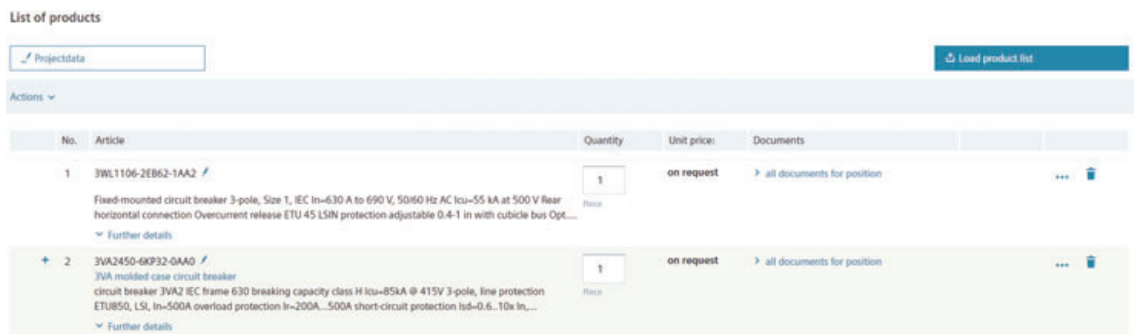 List of products
Projectdata
Load product list
Actions
No. Article Quantity Unit price: Documents
1 3WL1106-2EB62-1AA2 1 on request > all documents for position ...
Fixed-mounted circuit breaker 3-pole, Size 1, IEC In=630 A to 690 V, 50/60 Hz AC Icu=55 kA at 500 V Rear
horizontal connection Overcurrent release ETU 45 LSIN protection adjustable 0.4-1 in with cubicle bus Opt....
Piece
Further details
+ 2 3VA2450-6KP32-0AA0 1 on request > all documents for position ...
3VA molded case circuit breaker
circuit breaker 3VA2 IEC frame 630 breaking capacity class H Icu=85kA @ 415V 3-pole, line protection
Piece
ETU850, LSI, In=500A overload protection Ir=200A...500A short-circuit protection Isd=0.6..10x In,...
Further details